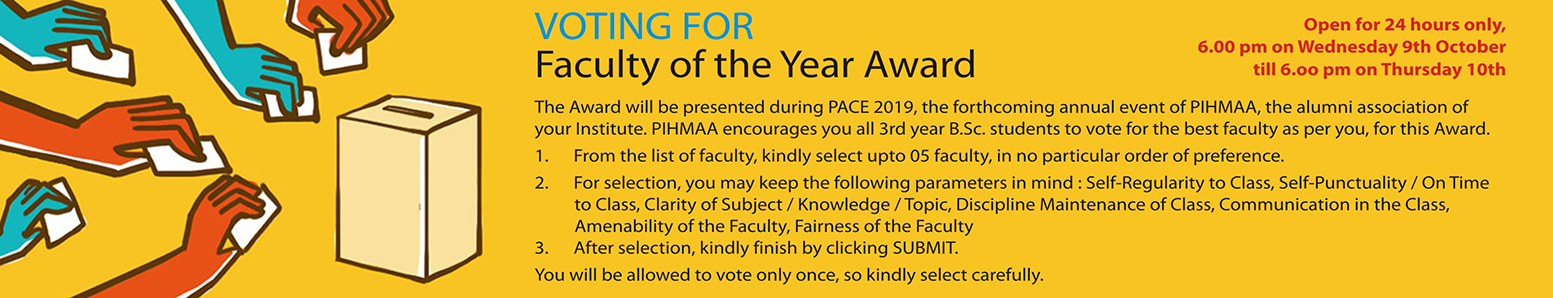 VOTING FOR
Faculty of the Year Award
Open for 24 hours only,
6.00 pm on Wednesday 9th October
till 6.oo pm on Thursday 10th
The Award will be presented during PACE 2019, the forthcoming annual event of PIHMAA, the alumni association of
your Institute. PIHMAA encourages you all 3rd year B.Sc. students to vote for the best faculty as per you, for this Award.
1. From the list of faculty, kindly select upto 05 faculty, in no particular order of preference.
2. For selection, you may keep the following parameters in mind : Self-Regularity to Class, Self-Punctuality / On Time
to Class, Clarity of Subject / Knowledge / Topic, Discipline Maintenance of Class, Communication in the Class,
Amenability of the Faculty, Fairness of the Faculty
3. After selection, kindly finish by clicking SUBMIT.
You will be allowed to vote only once, so kindly select carefully.